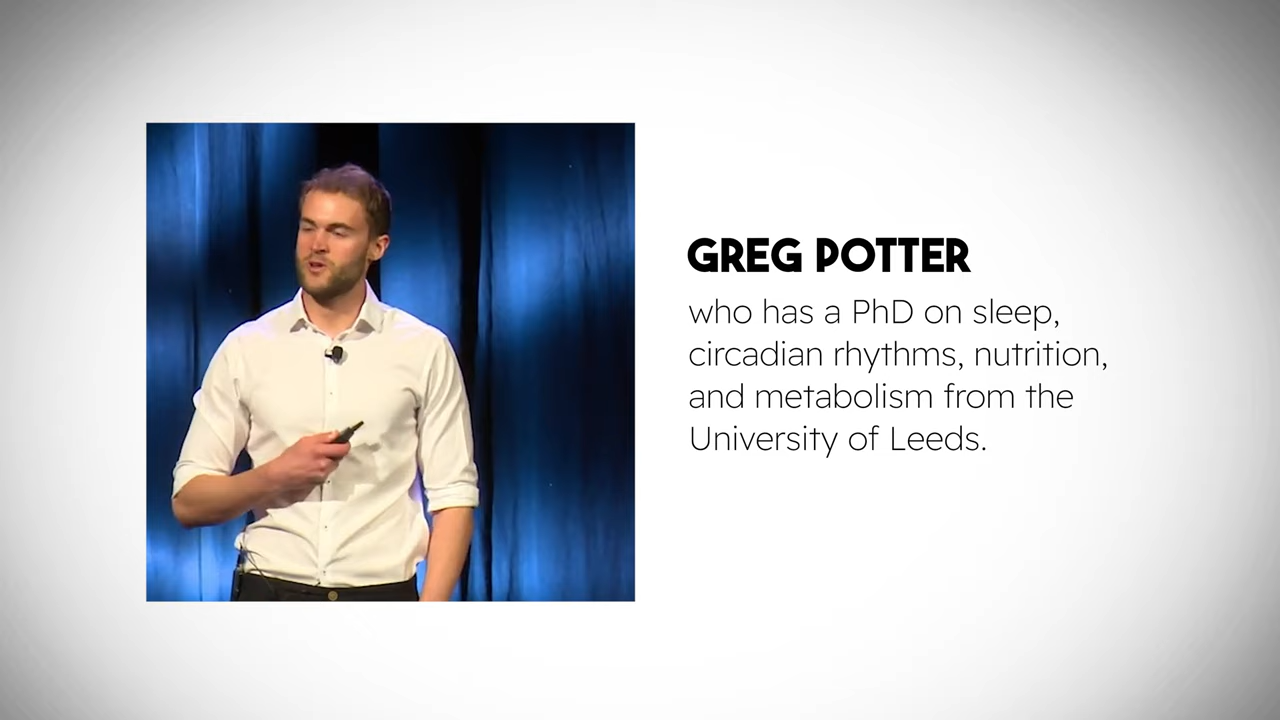 GREG POTTER
who has a PhD on sleep,
circadian rhythms, nutrition,
and metabolism from the
University of Leeds.